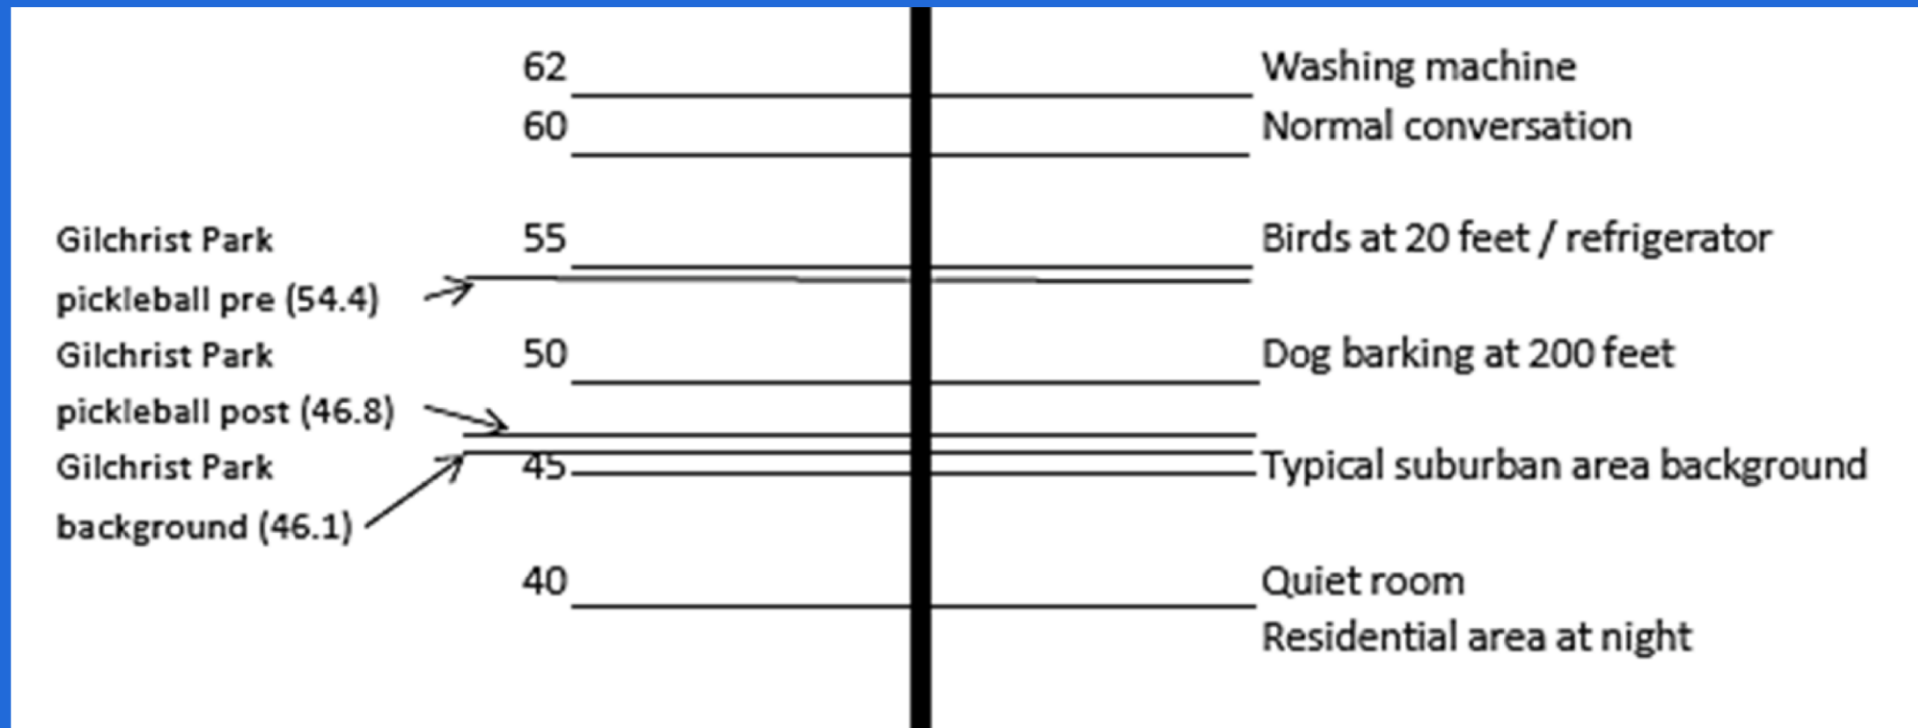 62 Washing machine
60 Normal conversation
Gilchrist Park 55 Birds at 20 feet / refrigerator
pickleball pre (54.4)
Gilchrist Park 50 Dog barking at 200 feet
pickleball post (46.8)
Gilchrist Park 45 Typical suburban area background
background (46.1)
40 Quiet room
Residential area at night